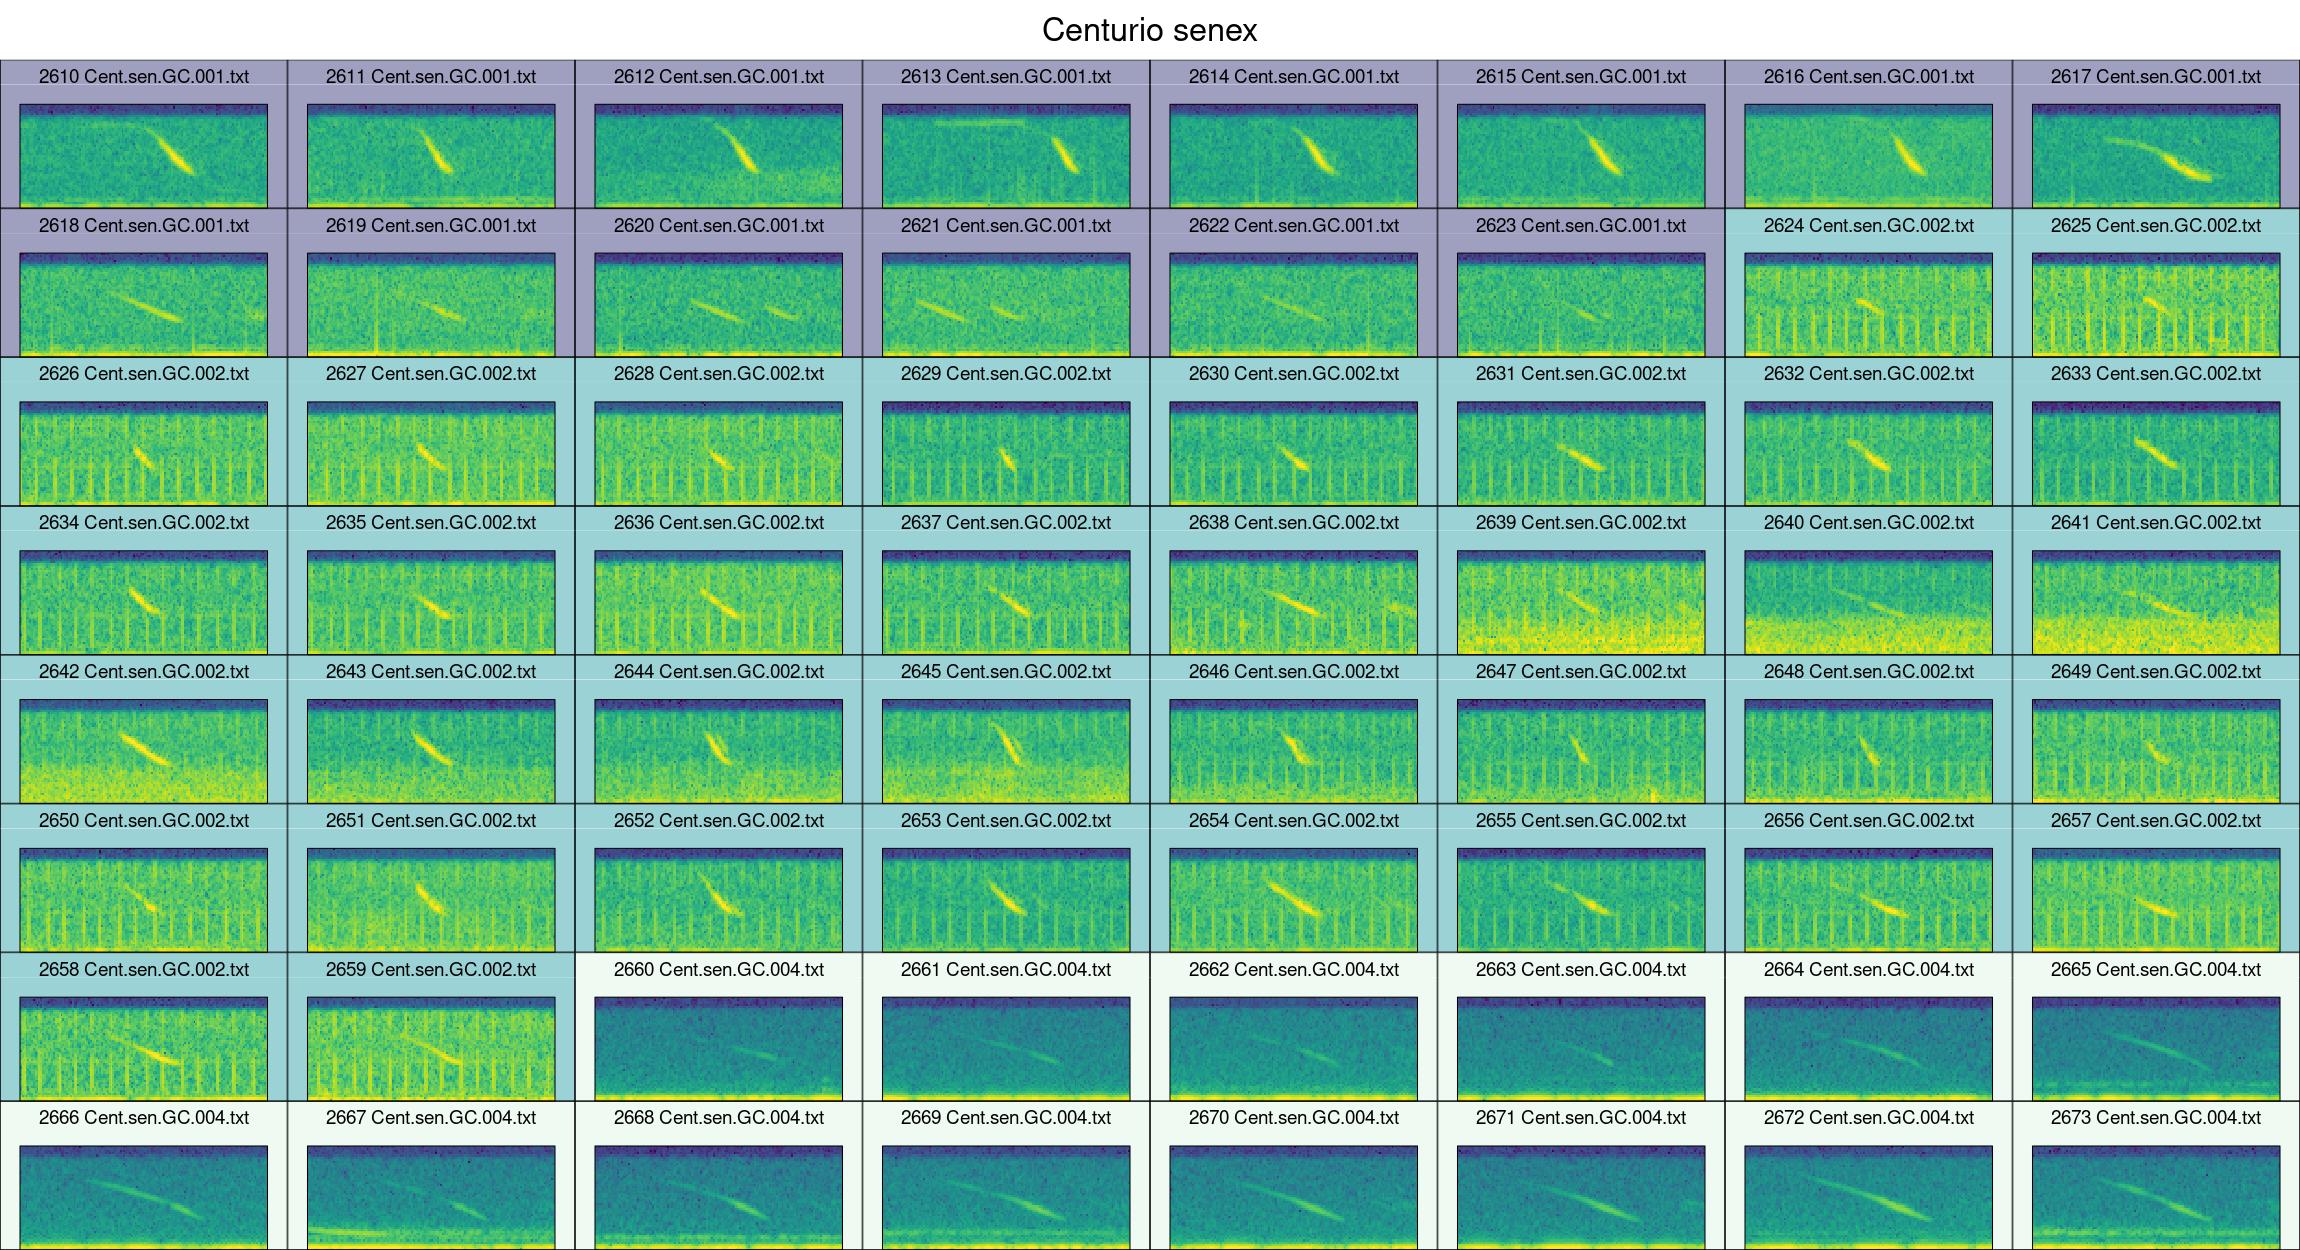 Centurio senex
2610 Cent.sen.GC.001.txt 2611 Cent.sen.GC.001.txt 2612 Cent.sen.GC.001.txt 2613 Cent.sen.GC.001.txt 2614 Cent.sen.GC.001.txt 2615 Cent.sen.GC.001.txt 2616 Cent.sen.GC.001.txt 2617 Cent.sen.GC.001.txt
2618 Cent.sen.GC.001.txt 2619 Cent.sen.GC.001.txt 2620 Cent.sen.GC.001.txt 2621 Cent.sen.GC.001.txt 2622 Cent.sen.GC.001.txt 2623 Cent.sen.GC.001.txt 2624 Cent.sen.GC.002.txt 2625 Cent.sen.GC.002.txt
2626 Cent.sen.GC.002.txt 2627 Cent.sen.GC.002.txt 2628 Cent.sen.GC.002.txt 2629 Cent.sen.GC.002.txt 2630 Cent.sen.GC.002.txt 2631 Cent.sen.GC.002.txt 2632 Cent.sen.GC.002.txt 2633 Cent.sen.GC.002.txt
2634 Cent.sen.GC.002.txt 2635 Cent.sen.GC.002.txt 2636 Cent.sen.GC.002.txt 2637 Cent.sen.GC.002.txt 2638 Cent.sen.GC.002.txt 2639 Cent.sen.GC.002.txt 2640 Cent.sen.GC.002.txt 2641 Cent.sen.GC.002.txt
2642 Cent.sen.GC.002.txt 2643 Cent.sen.GC.002.txt 2644 Cent.sen.GC.002.txt 2645 Cent.sen.GC.002.txt 2646 Cent.sen.GC.002.txt 2647 Cent.sen.GC.002.txt 2648 Cent.sen.GC.002.txt 2649 Cent.sen.GC.002.txt
2650 Cent.sen.GC.002.txt 2651 Cent.sen.GC.002.txt 2652 Cent.sen.GC.002.txt 2653 Cent.sen.GC.002.txt 2654 Cent.sen.GC.002.txt 2655 Cent.sen.GC.002.txt 2656 Cent.sen.GC.002.txt 2657 Cent.sen.GC.002.txt
2658 Cent.sen.GC.002.txt 2659 Cent.sen.GC.002.txt 2660 Cent.sen.GC.004.txt 2661 Cent.sen.GC.004.txt 2662 Cent.sen.GC.004.txt 2663 Cent.sen.GC.004.txt 2664 Cent.sen.GC.004.txt 2665 Cent.sen.GC.004.txt
2666 Cent.sen.GC.004.txt 2667 Cent.sen.GC.004.txt 2668 Cent.sen.GC.004.txt 2669 Cent.sen.GC.004.txt 2670 Cent.sen.GC.004.txt 2671 Cent.sen.GC.004.txt 2672 Cent.sen.GC.004.txt 2673 Cent.sen.GC.004.txt